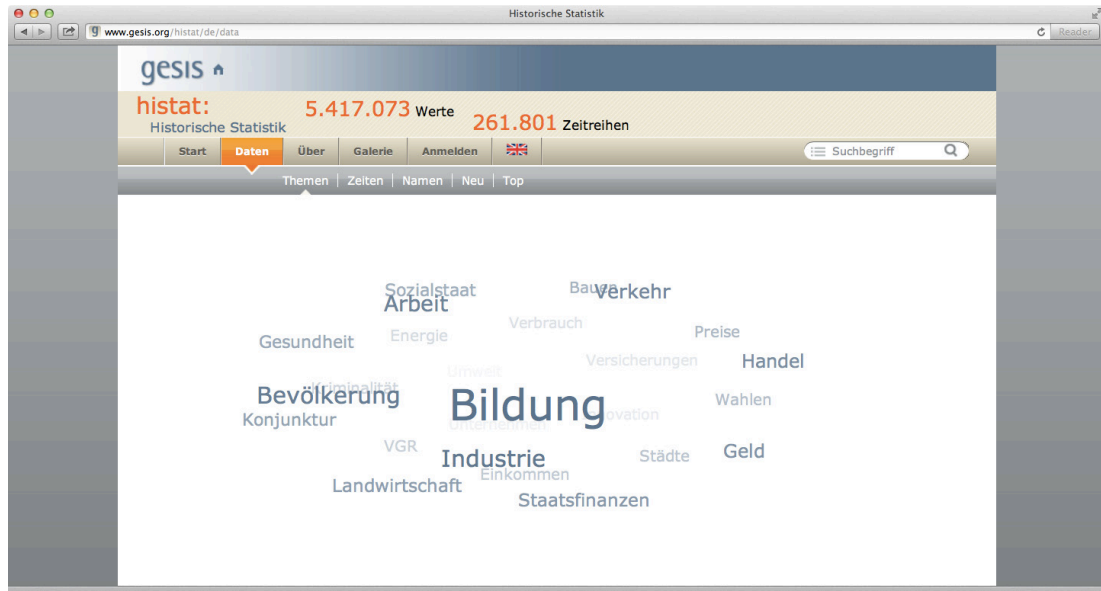 Historische Statistik
www.gesis.org/histat/de/data
Reader
gesis
histat:
Historische Statistik
5.417.073 Werte
261.801 Zeitreihen
Start Daten Über Galerie Anmelden
Suchbegriff
Themen Zeiten Namen Neu Top
Sozialstaat
Bauen
Verkehr
Arbeit
Verbrauch
Energie
Preise
Gesundheit
Versicherungen
Handel
Umwelt
Kriminalität
Bevölkerung
Bildung
Wahlen
Konjunktur
Unternehmen
VGR
Industrie
Städte
Geld
Einkommen
Landwirtschaft
Staatsfinanzen